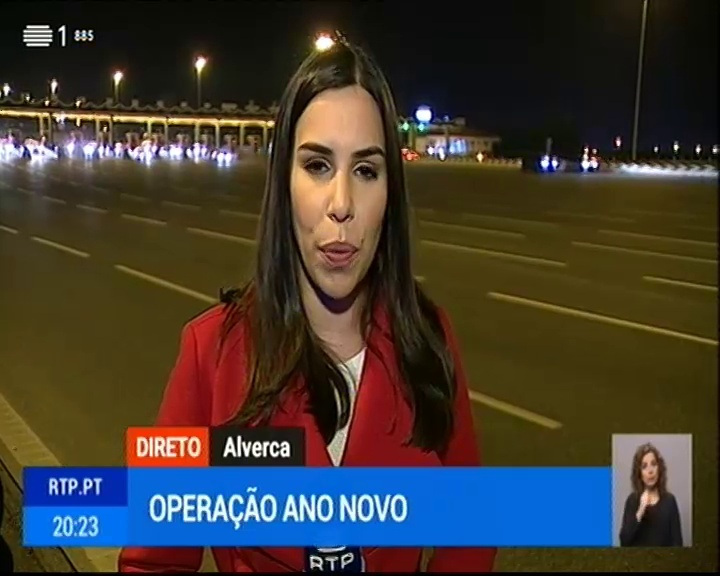 1 885
DIRETO Alverca
RTP.PT
OPERAÇÃO ANO NOVO
20:23
RTP